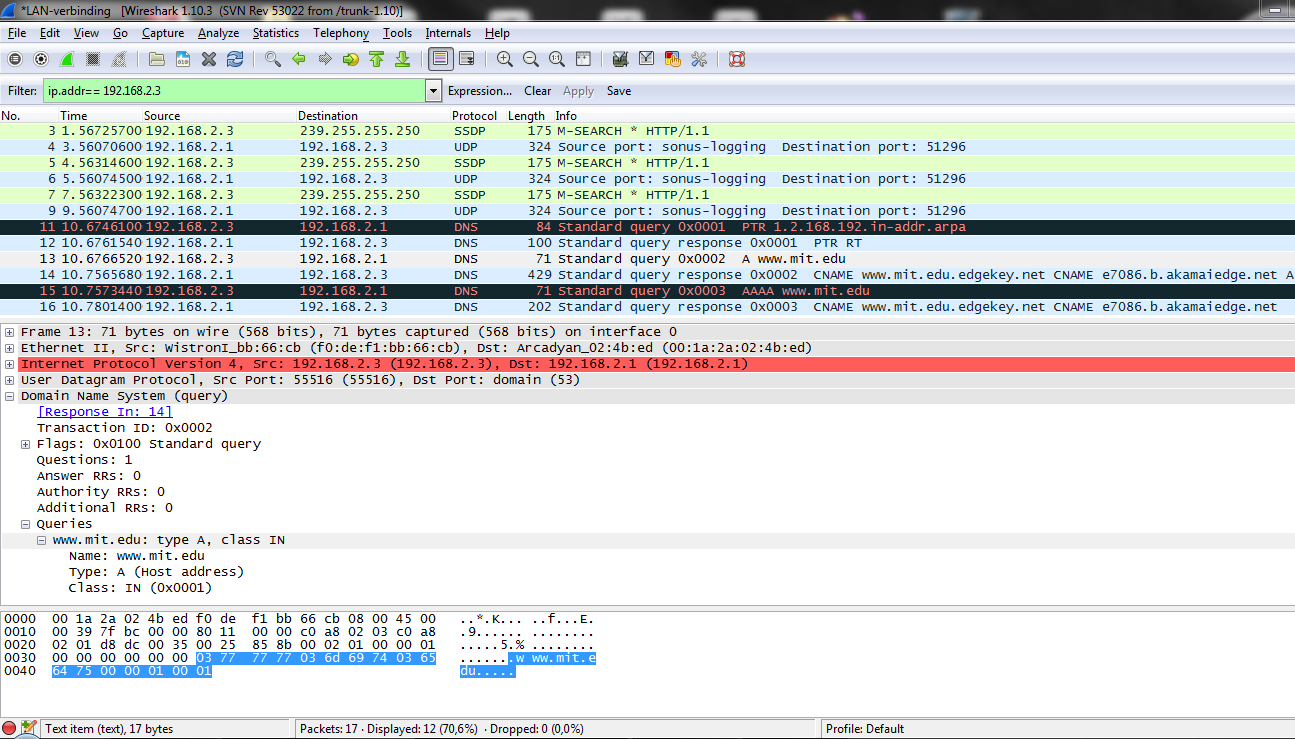 *LAN-verbinding [Wireshark 1.10.3 (SVN Rev 53022 from /trunk-1.10)]
File Edit View Go Capture Analyze Statistics Telephony Tools Internals Help
Filter: ip.addr== 192.168.2.3 Expression... Clear Apply Save
No. Time Source Destination Protocol Length Info
3 1.56725700 192.168.2.3 239.255.255.250 SSDP 175 M-SEARCH * HTTP/1.1
4 3.56070600 192.168.2.1 192.168.2.3 UDP 324 Source port: sonus-logging Destination port: 51296
5 4.56314600 192.168.2.3 239.255.255.250 SSDP 175 M-SEARCH * HTTP/1.1
6 5.56074500 192.168.2.1 192.168.2.3 UDP 324 Source port: sonus-logging Destination port: 51296
7 7.56322300 192.168.2.3 239.255.255.250 SSDP 175 M-SEARCH * HTTP/1.1
9 9.56074700 192.168.2.1 192.168.2.3 UDP 324 Source port: sonus-logging Destination port: 51296
11 10.6746100 192.168.2.3 192.168.2.1 DNS 84 Standard query 0x0001 PTR 1.2.168.192.in-addr.arpa
12 10.6761540 192.168.2.1 192.168.2.3 DNS 100 Standard query response 0x0001 PTR RT
13 10.6766520 192.168.2.3 192.168.2.1 DNS 71 Standard query 0x0002 A www.mit.edu
14 10.7565680 192.168.2.1 192.168.2.3 DNS 429 Standard query response 0x0002 CNAME www.mit.edu.edgekey.net CNAME e7086.b.akamaiedge.net A
15 10.7573440 192.168.2.3 192.168.2.1 DNS 71 Standard query 0x0003 AAAA www.mit.edu
16 10.7801400 192.168.2.1 192.168.2.3 DNS 202 Standard query response 0x0003 CNAME www.mit.edu.edgekey.net CNAME e7086.b.akamaiedge.net
Frame 13: 71 bytes on wire (568 bits), 71 bytes captured (568 bits) on interface 0
Ethernet II, Src: WistronI_bb:66:cb (f0:de:f1:bb:66:cb), Dst: Arcadyan_02:4b:ed (00:1a:2a:02:4b:ed)
Internet Protocol Version 4, Src: 192.168.2.3 (192.168.2.3), Dst: 192.168.2.1 (192.168.2.1)
User Datagram Protocol, Src Port: 55516 (55516), Dst Port: domain (53)
Domain Name System (query)
[Response In: 14]
Transaction ID: 0x0002
Flags: 0x0100 Standard query
Questions: 1
Answer RRs: 0
Authority RRs: 0
Additional RRs: 0
Queries
www.mit.edu: type A, class IN
Name: www.mit.edu
Type: A (Host address)
Class: IN (0x0001)
0000 00 1a 2a 02 4b ed f0 de f1 bb 66 cb 08 00 45 00 ..*.K... ..f...E.
0010 00 39 7f bc 00 00 80 11 00 00 c0 a8 02 03 c0 a8 .9...... ........
0020 02 01 d8 dc 00 35 00 25 85 8b 00 02 01 00 00 01 .....5.% ........
0030 00 00 00 00 00 00 03 77 77 77 03 6d 69 74 03 65 .......w ww.mit.e
0040 64 75 00 00 01 00 01 du.....
Text item (text), 17 bytes Packets: 17 · Displayed: 12 (70,6%) · Dropped: 0 (0,0%) Profile: Default